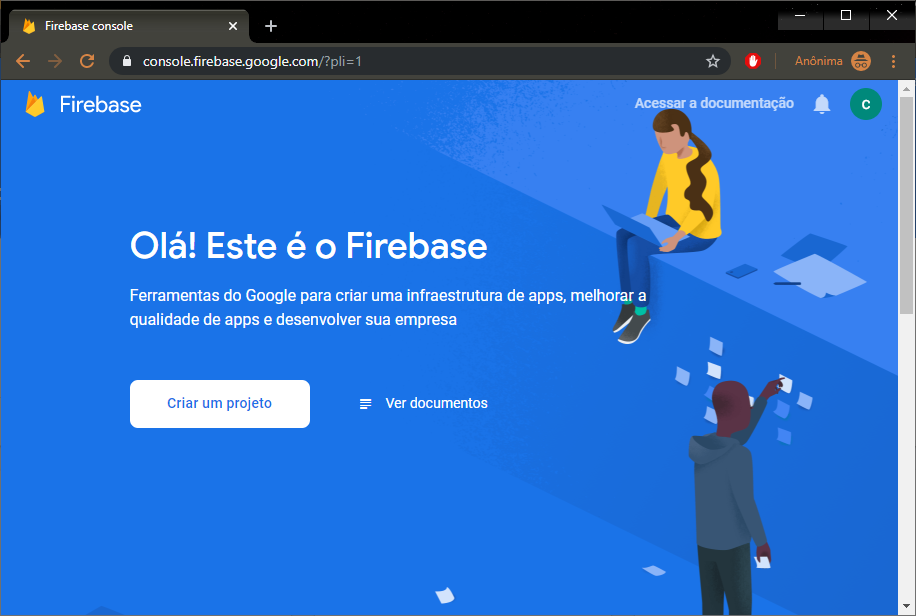 Firebase console
console.firebase.google.com/?pli=1
Anônima
Firebase
Acessar a documentação
C
Olá! Este é o Firebase
Ferramentas do Google para criar uma infraestrutura de apps, melhorar a
qualidade de apps e desenvolver sua empresa
Criar um projeto
Ver documentos